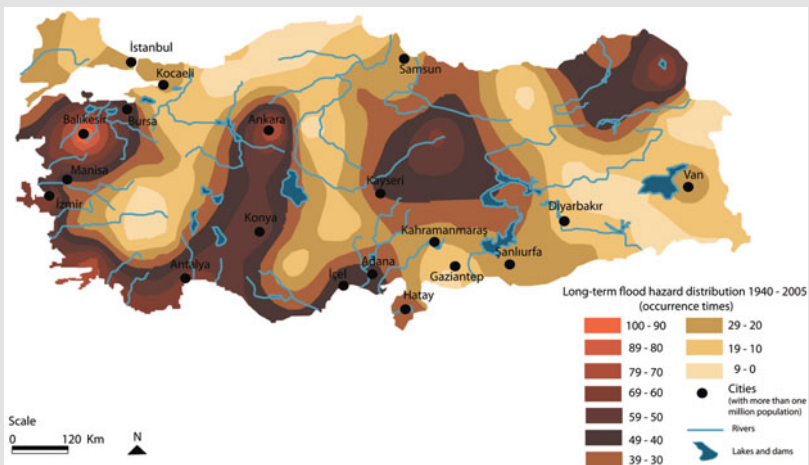 İstanbul
Kocaeli
Samsun
Balıkesir
Bursa
Ankara
Manisa
İzmir
Kayseri
Van
Konya
Diyarbakır
Kahramanmaraş
Antalya
İçel
Adana
Gaziantep
Şanlıurfa
Hatay
Long-term flood hazard distribution 1940 - 2005
(occurrence times)
100 - 90
89 - 80
79 - 70
69 - 60
59 - 50
49 - 40
39 - 30
29 - 20
19 - 10
9 - 0
Cities
(with more than one
million population)
Rivers
Lakes and dams
Scale
0 120 Km
N